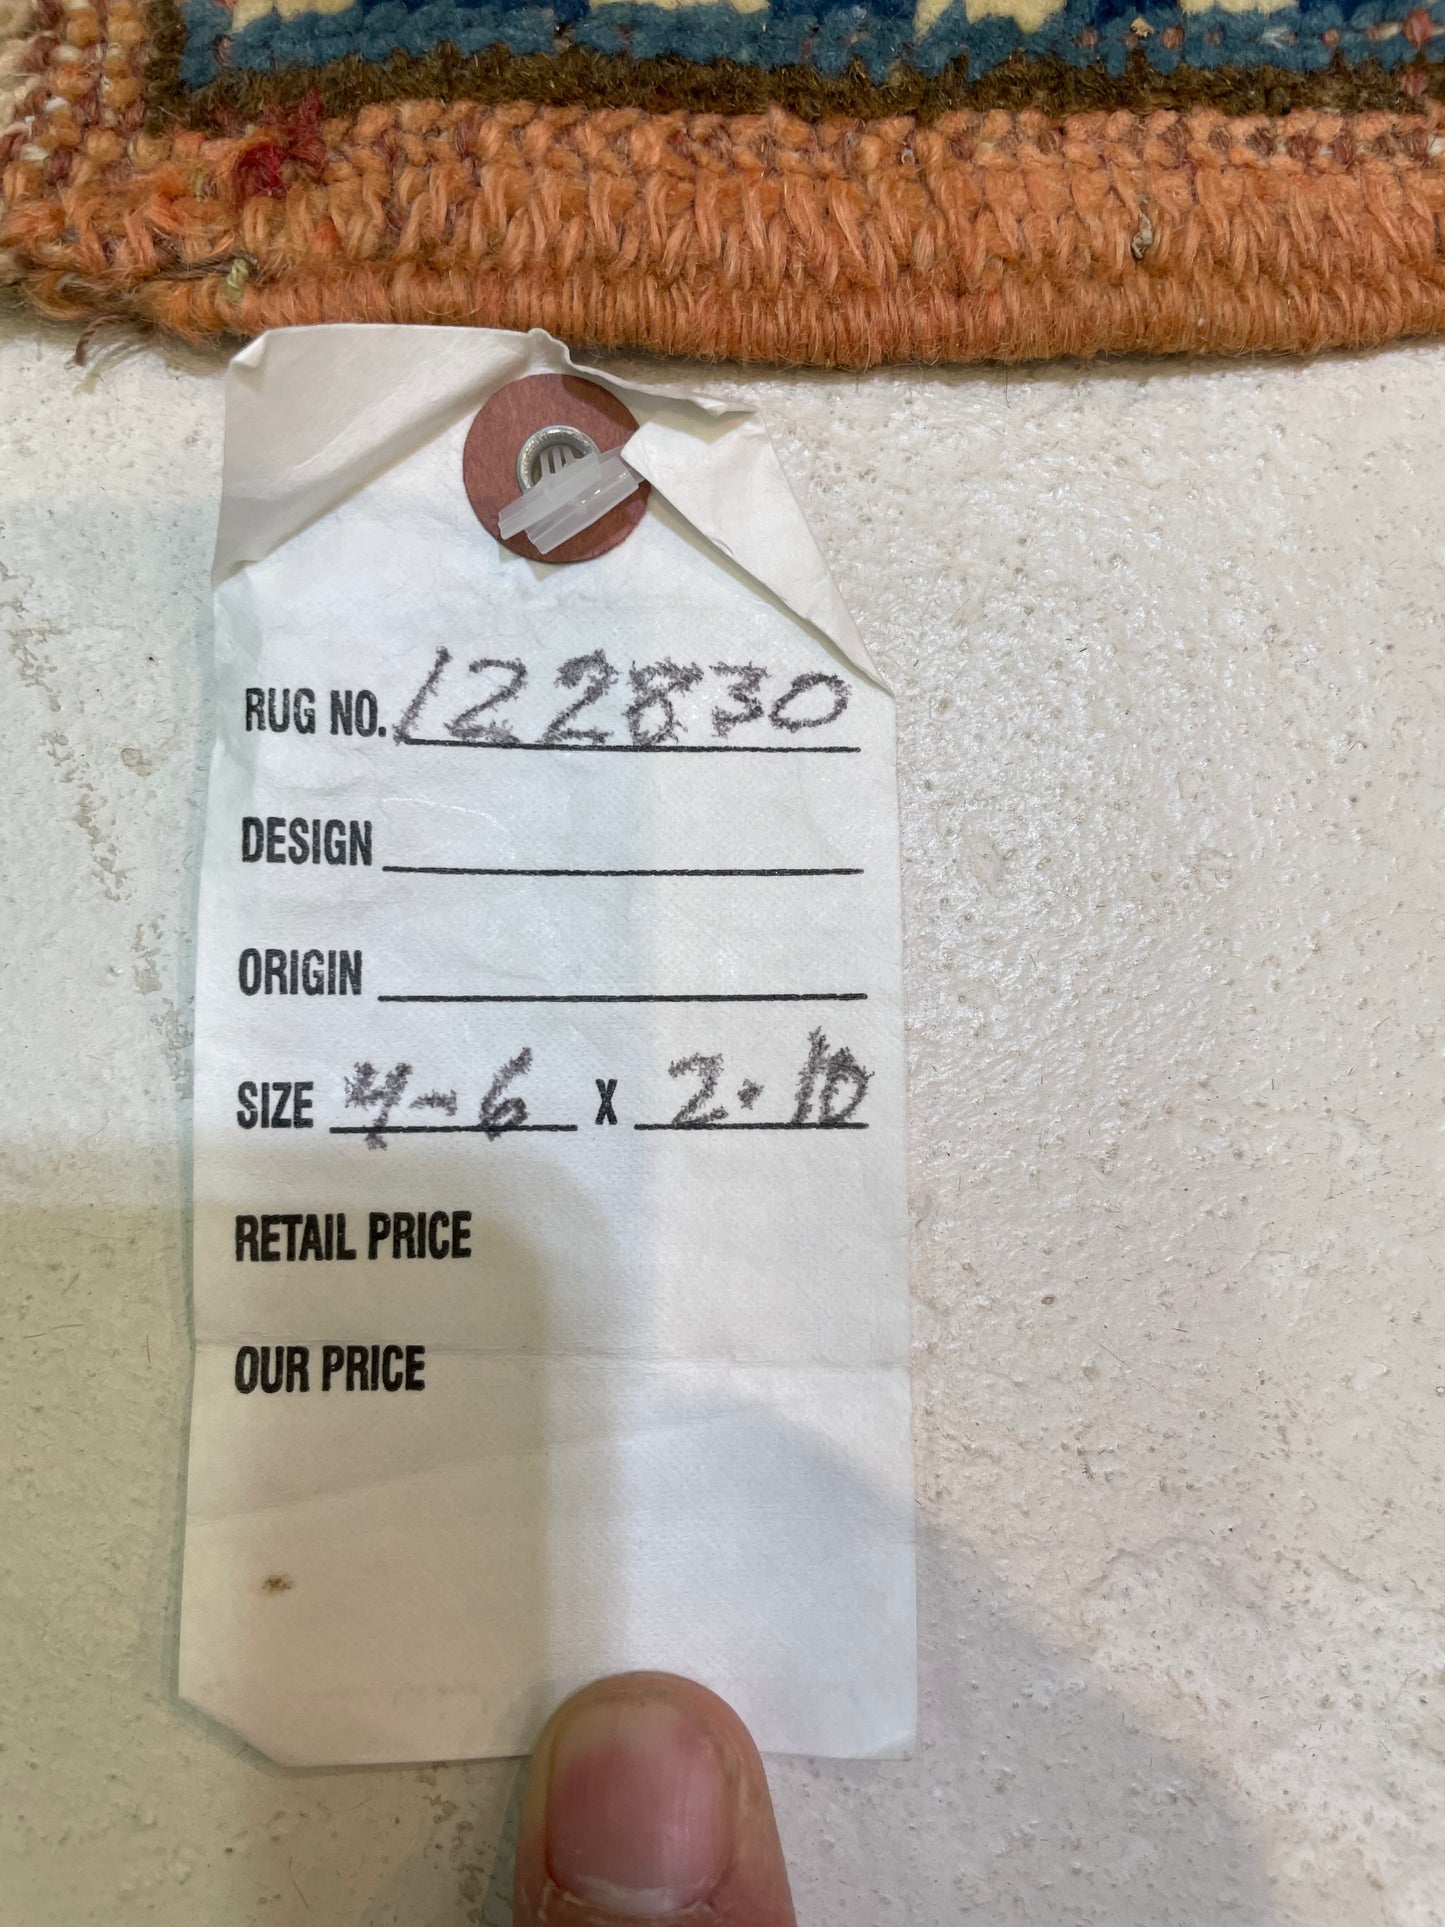 RUG NO. 122830
DESIGN
ORIGIN
SIZE 4-6 X 2.10
RETAIL PRICE
OUR PRICE